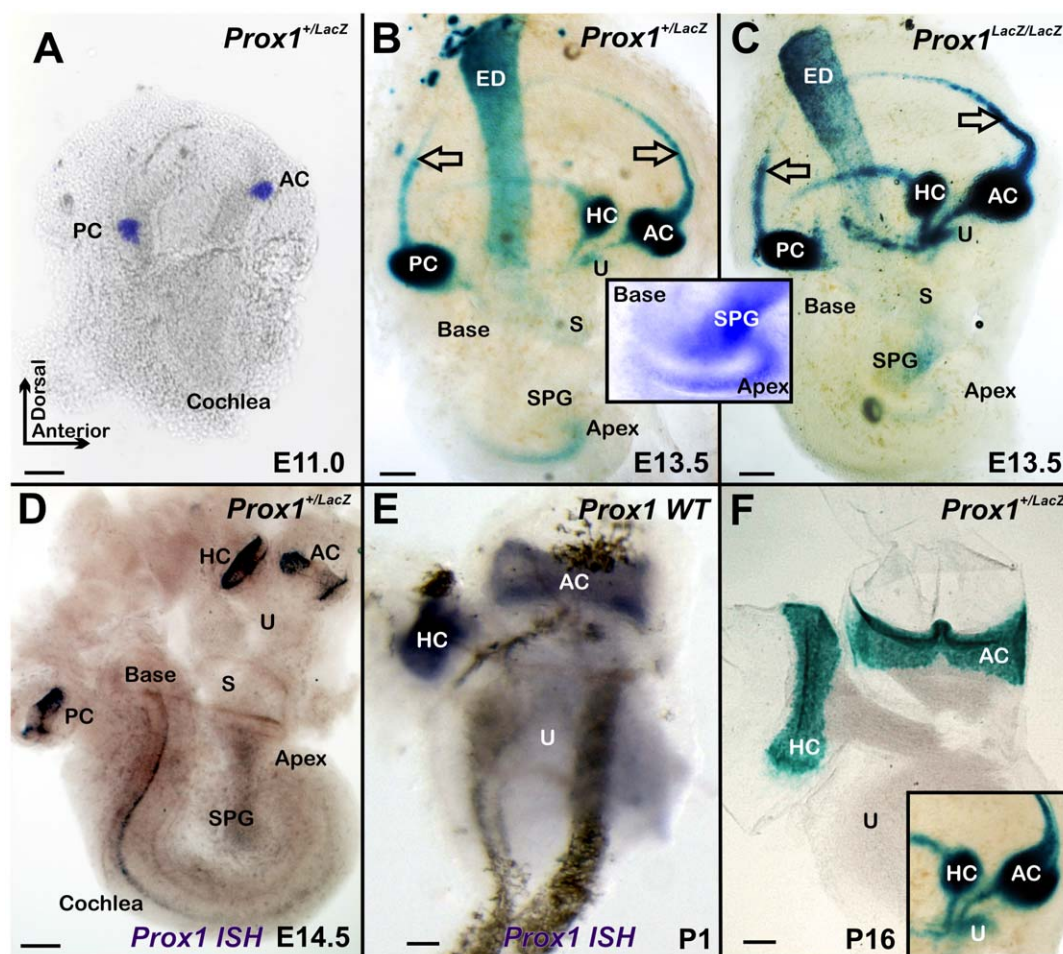 A
Prox1+/LacZ
AC
PC
Dorsal
Anterior
Cochlea
E11.0
B
Prox1+/LacZ
ED
HC
AC
PC
U
Base
S
SPG
Apex
E13.5
Base
SPG
Apex
C
Prox1LacZ/LacZ
HC
AC
PC
U
Base
S
SPG
Apex
E13.5
D
Prox1+/LacZ
HC
AC
U
Base
S
PC
Apex
SPG
Cochlea
Prox1 ISH E14.5
E
Prox1 WT
AC
HC
U
Prox1 ISH
P1
F
Prox1+/LacZ
AC
HC
U
P16
HC
AC
U